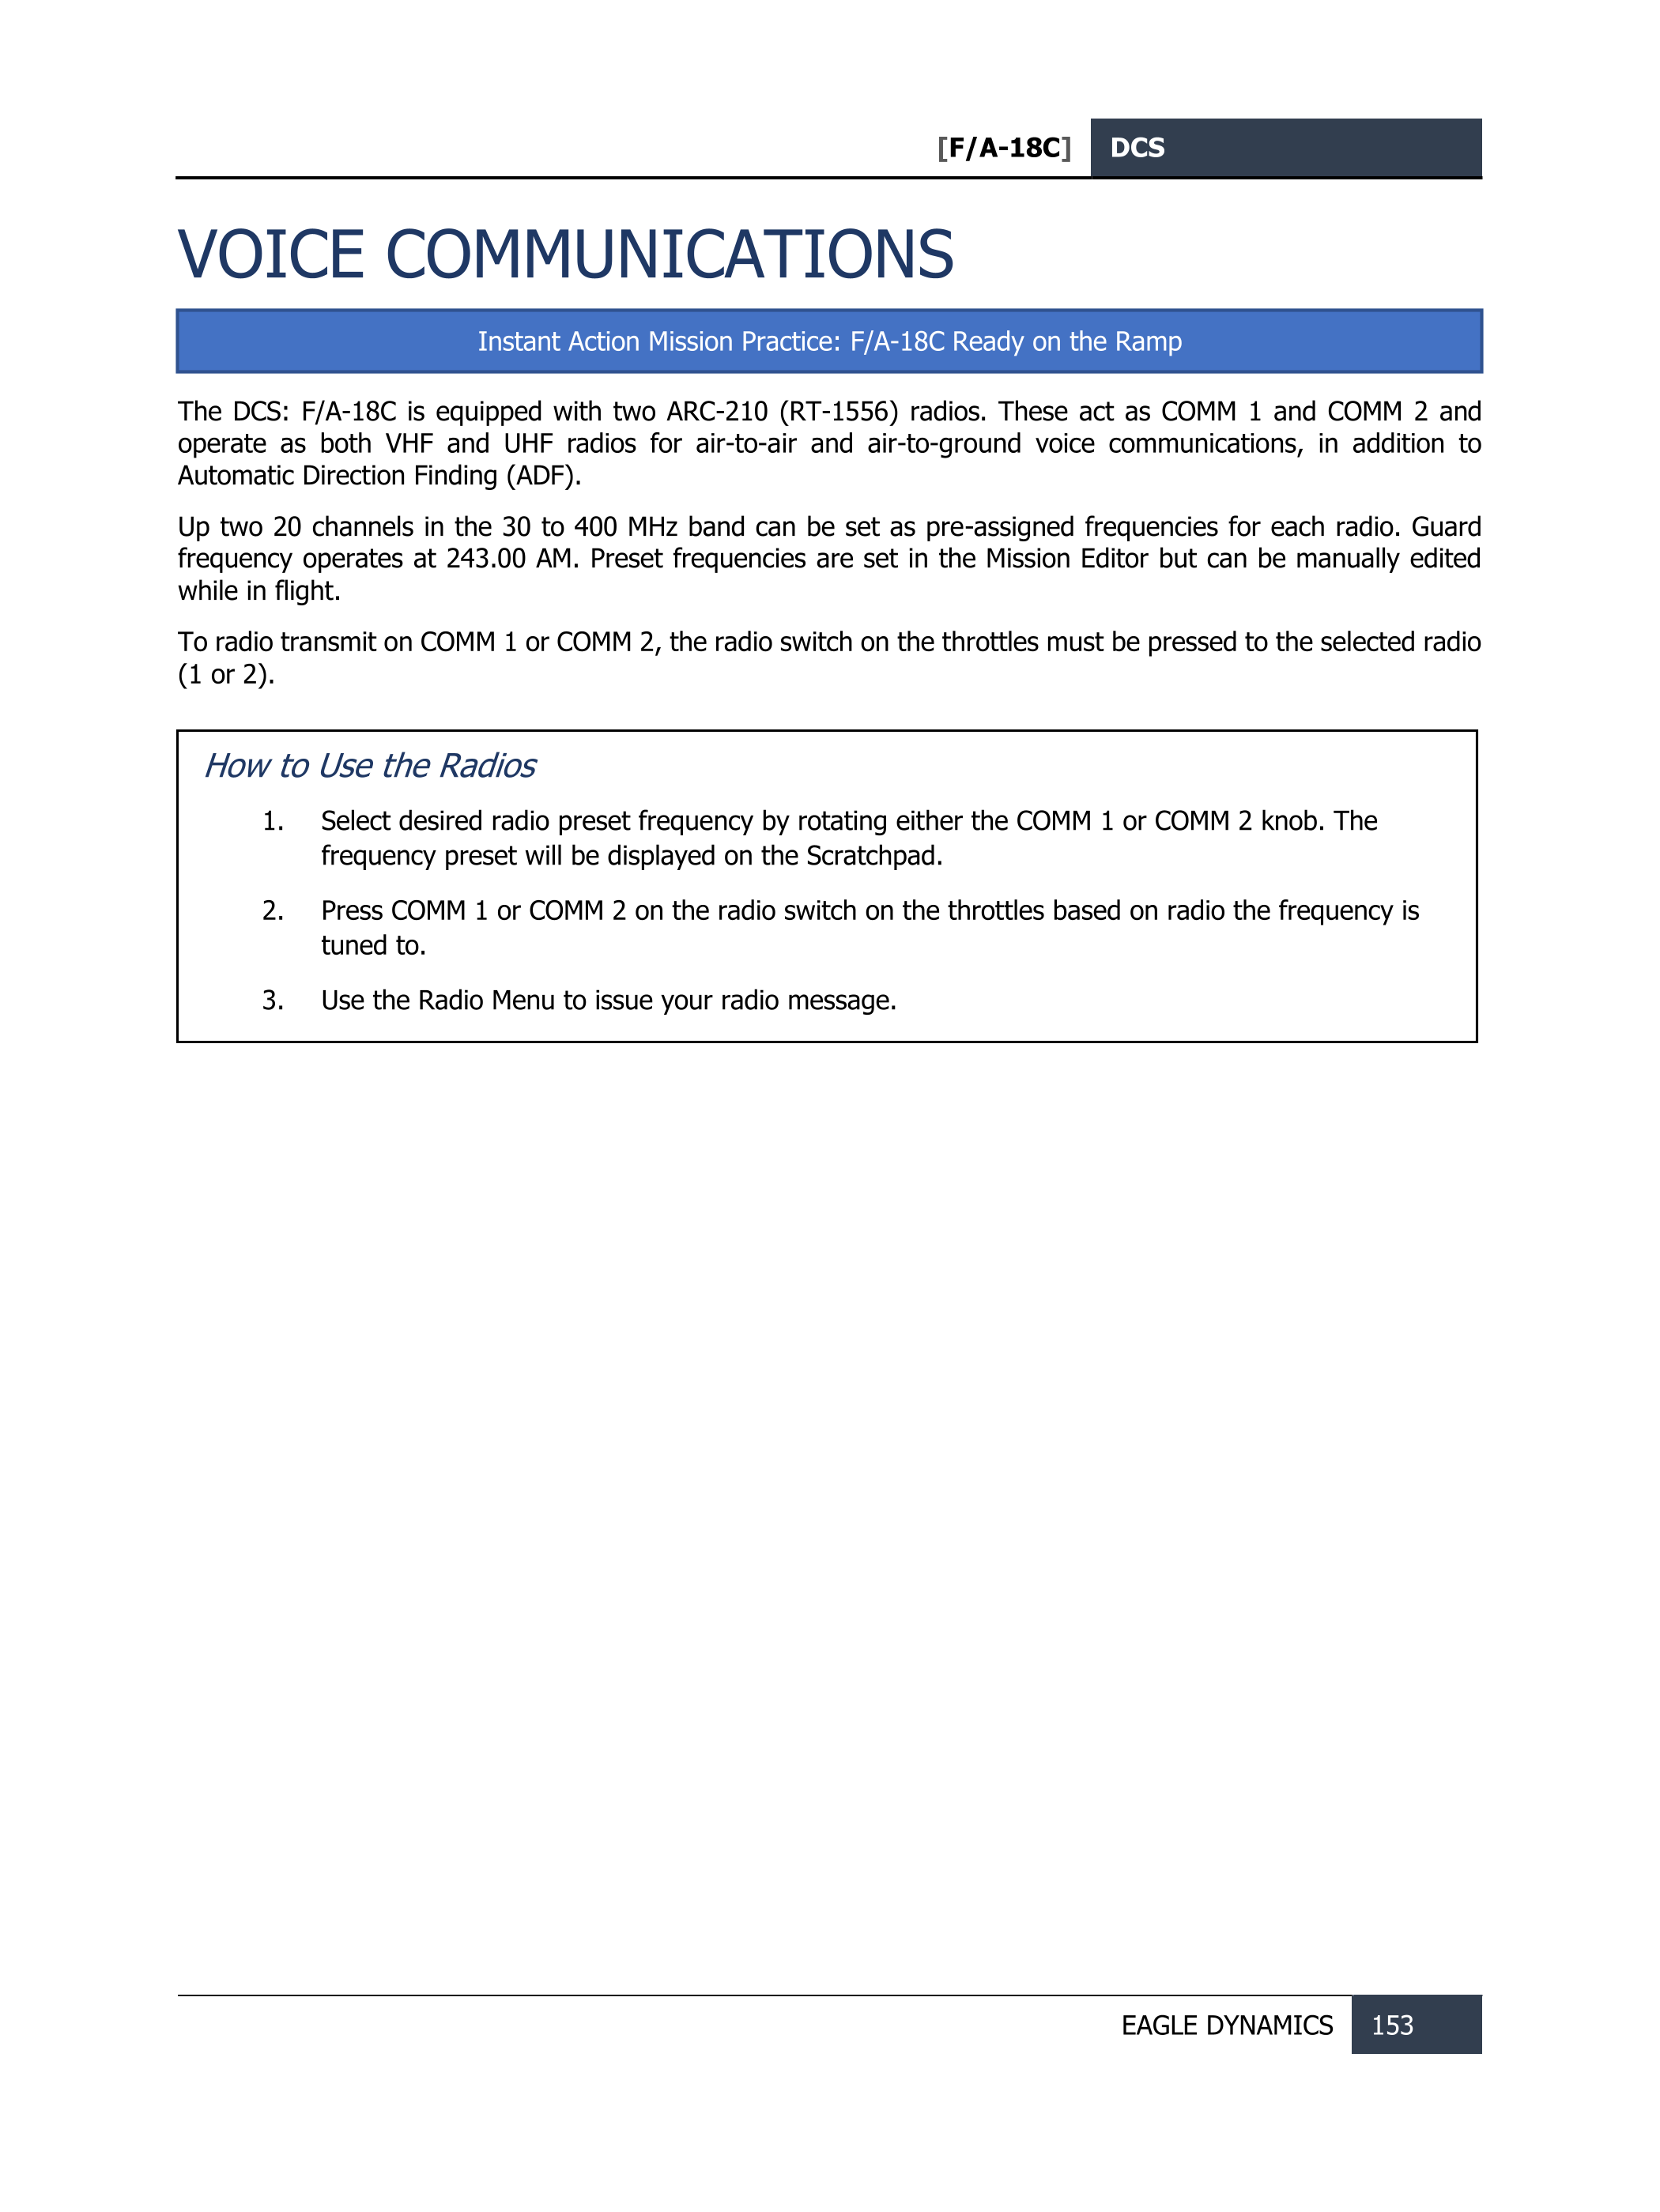 [F/A-18C] DCS
VOICE COMMUNICATIONS
Instant Action Mission Practice: F/A-18C Ready on the Ramp
The DCS: F/A-18C is equipped with two ARC-210 (RT-1556) radios. These act as COMM 1 and COMM 2 and
operate as both VHF and UHF radios for air-to-air and air-to-ground voice communications, in addition to
Automatic Direction Finding (ADF).
Up two 20 channels in the 30 to 400 MHz band can be set as pre-assigned frequencies for each radio. Guard
frequency operates at 243.00 AM. Preset frequencies are set in the Mission Editor but can be manually edited
while in flight.
To radio transmit on COMM 1 or COMM 2, the radio switch on the throttles must be pressed to the selected radio
(1 or 2).
How to Use the Radios
1. Select desired radio preset frequency by rotating either the COMM 1 or COMM 2 knob. The
frequency preset will be displayed on the Scratchpad.
2. Press COMM 1 or COMM 2 on the radio switch on the throttles based on radio the frequency is
tuned to.
3. Use the Radio Menu to issue your radio message.
EAGLE DYNAMICS 153